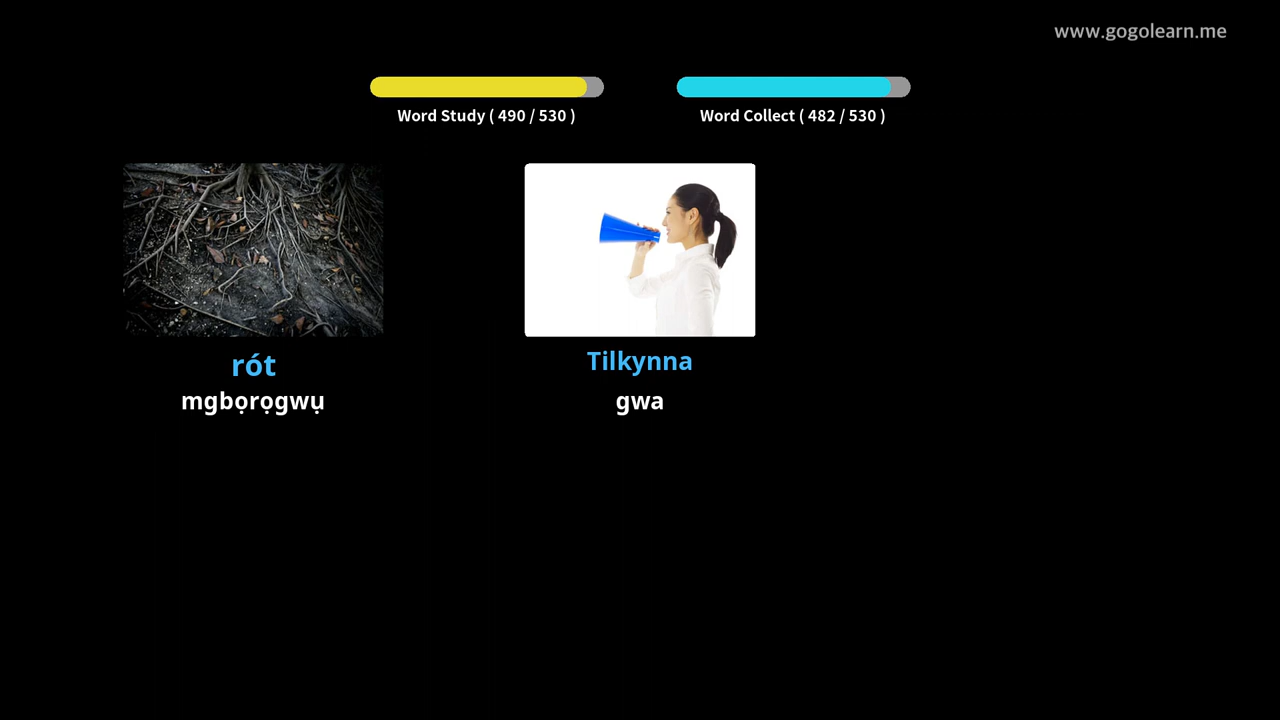 www.gogolearn.me
Word Study ( 490 / 530 )
Word Collect ( 482 / 530 )
rót
mgbọrọgwụ
Tilkynna
gwa